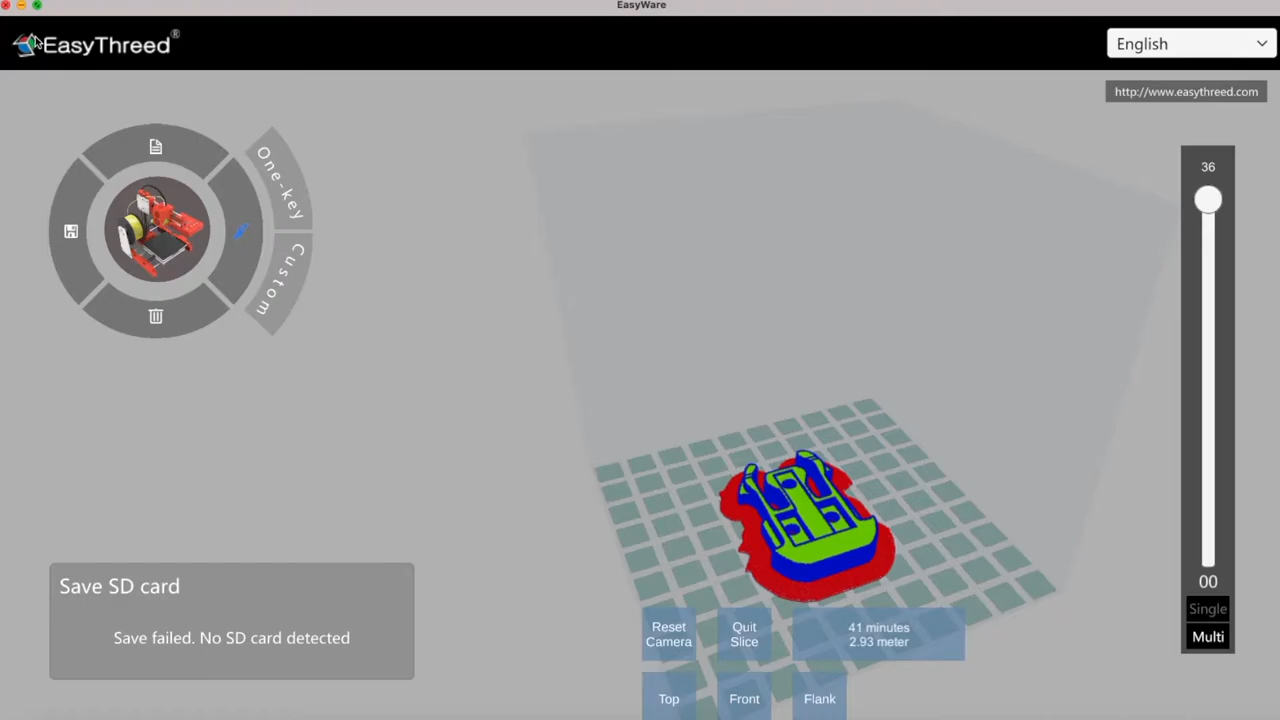 EasyWare
EasyThreed®
English
http://www.easythreed.com
One-key
Custom
36
00
Single
Multi
Save SD card
Save failed. No SD card detected
Reset
Camera
Quit
Slice
41 minutes
2.93 meter
Top
Front
Flank